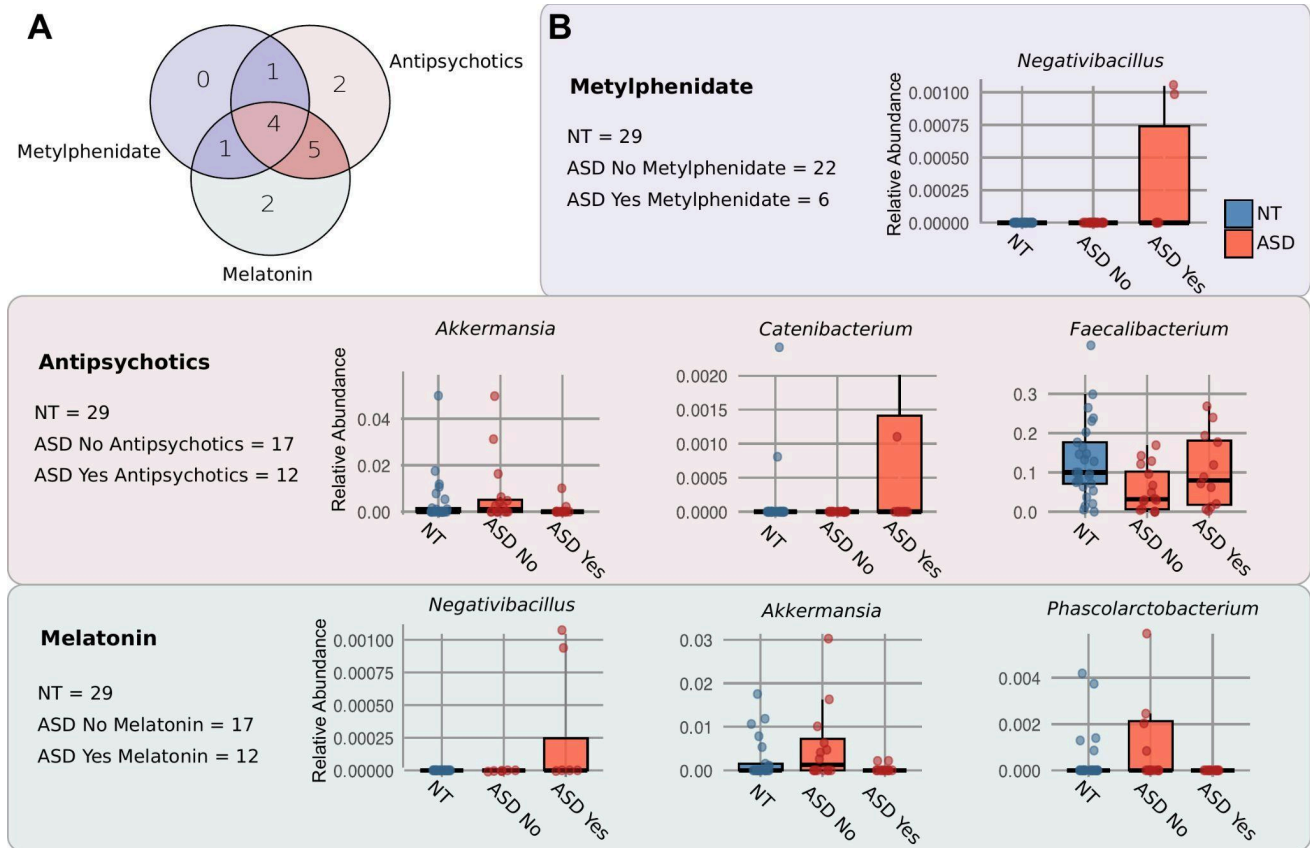 A
0
1
2
Antipsychotics
4
Metylphenidate
1
5
2
Melatonin
B
Metylphenidate
NT = 29
ASD No Metylphenidate = 22
ASD Yes Metylphenidate = 6
Negativibacillus
Relative Abundance
0.00100
0.00075
0.00050
0.00025
0.00000
NT
ASD No
ASD Yes
NT
ASD
Antipsychotics
NT = 29
ASD No Antipsychotics = 17
ASD Yes Antipsychotics = 12
Akkermansia
Relative Abundance
0.04
0.02
0.00
NT
ASD No
ASD Yes
Catenibacterium
0.0020
0.0015
0.0010
0.0005
0.0000
NT
ASD No
ASD Yes
Faecalibacterium
0.3
0.2
0.1
0.0
NT
ASD No
ASD Yes
Melatonin
NT = 29
ASD No Melatonin = 17
ASD Yes Melatonin = 12
Negativibacillus
Relative Abundance
0.00100
0.00075
0.00050
0.00025
0.00000
NT
ASD No
ASD Yes
Akkermansia
0.03
0.02
0.01
0.00
NT
ASD No
ASD Yes
Phascolarctobacterium
0.004
0.002
0.000
NT
ASD No
ASD Yes